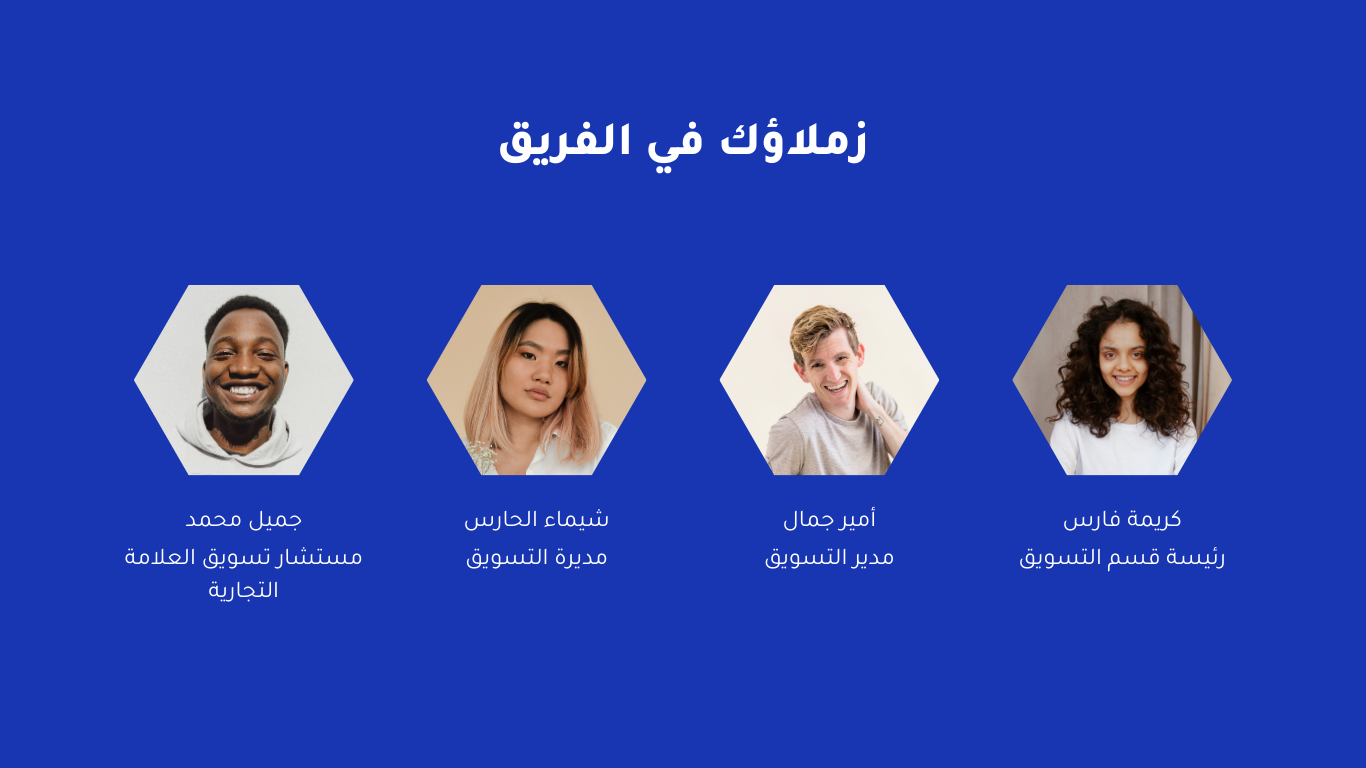 زملاؤك في الفريق
كريمة فارس
رئيسة قسم التسويق
أمير جمال
مدير التسويق
شيماء الحارس
مديرة التسويق
جميل محمد
مستشار تسويق العلامة
التجارية